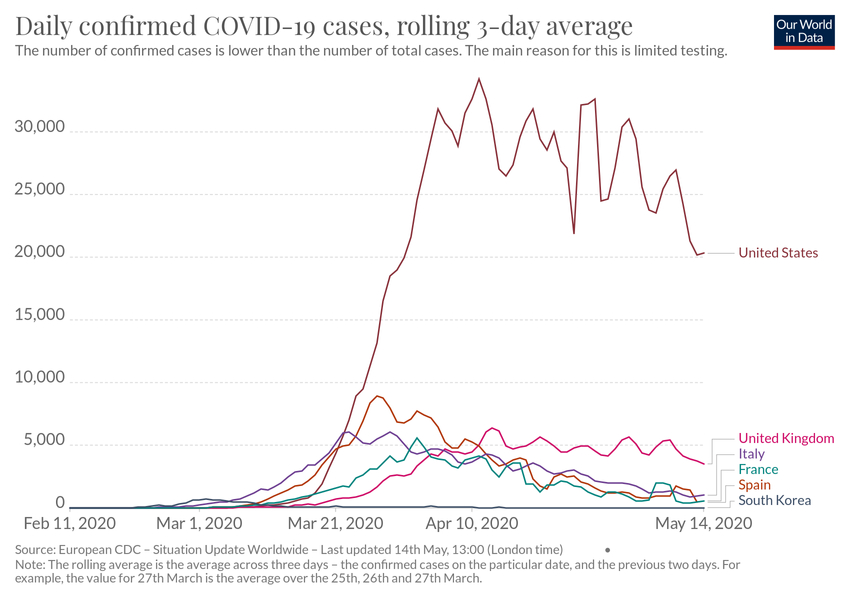 Daily confirmed COVID-19 cases, rolling 3-day average
Our World
in Data
The number of confirmed cases is lower than the number of total cases. The main reason for this is limited testing.
30,000
25,000
20,000
15,000
10,000
5,000
0
United States
United Kingdom
Italy
France
Spain
South Korea
Feb 11, 2020
Mar 1, 2020
Mar 21, 2020
Apr 10, 2020
May 14, 2020
Source: European CDC – Situation Update Worldwide – Last updated 14th May, 13:00 (London time)
Note: The rolling average is the average across three days – the confirmed cases on the particular date, and the previous two days. For
example, the value for 27th March is the average over the 25th, 26th and 27th March.